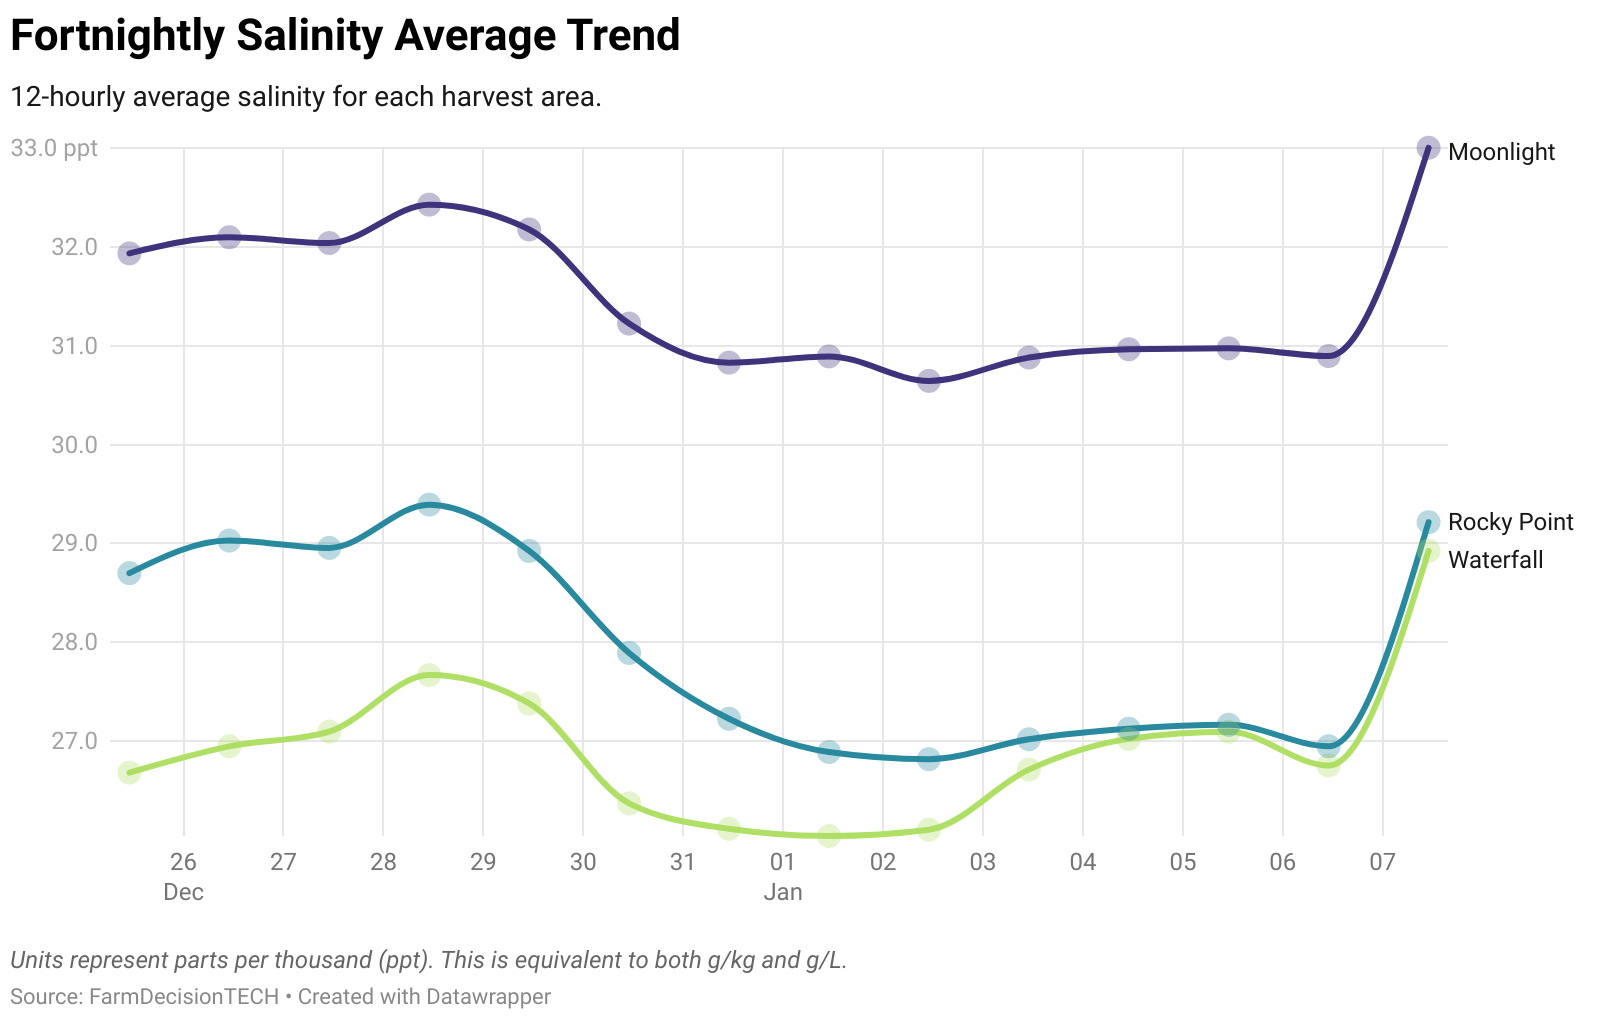 Fortnightly Salinity Average Trend
12-hourly average salinity for each harvest area.
33.0 ppt
Moonlight
32.0
31.0
30.0
Rocky Point
29.0
Waterfall
28.0
27.0
26 27 28 29 30 31 01 02 03 04 05 06 07
Dec Jan
Units represent parts per thousand (ppt). This is equivalent to both g/kg and g/L.
Source: FarmDecisionTECH • Created with Datawrapper